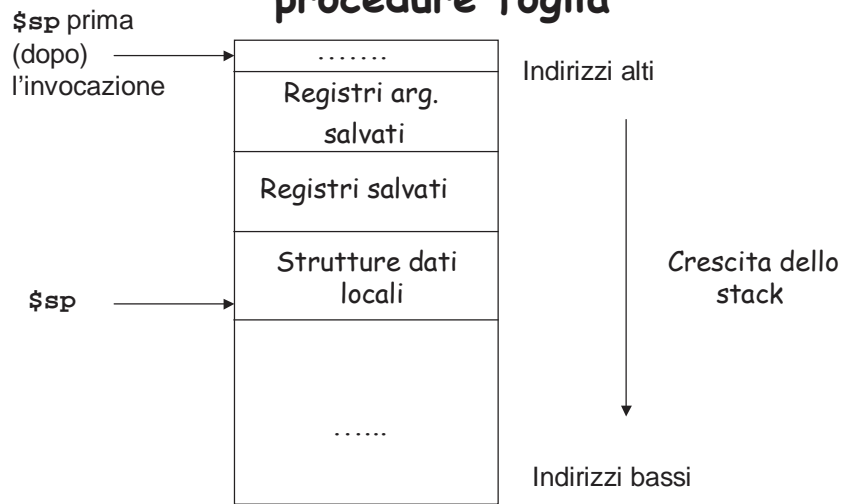 procedure foglia
$sp prima
(dopo)
l'invocazione
.......
Indirizzi alti
Registri arg.
salvati
Registri salvati
Strutture dati
locali
$sp
Crescita dello
stack
......
Indirizzi bassi